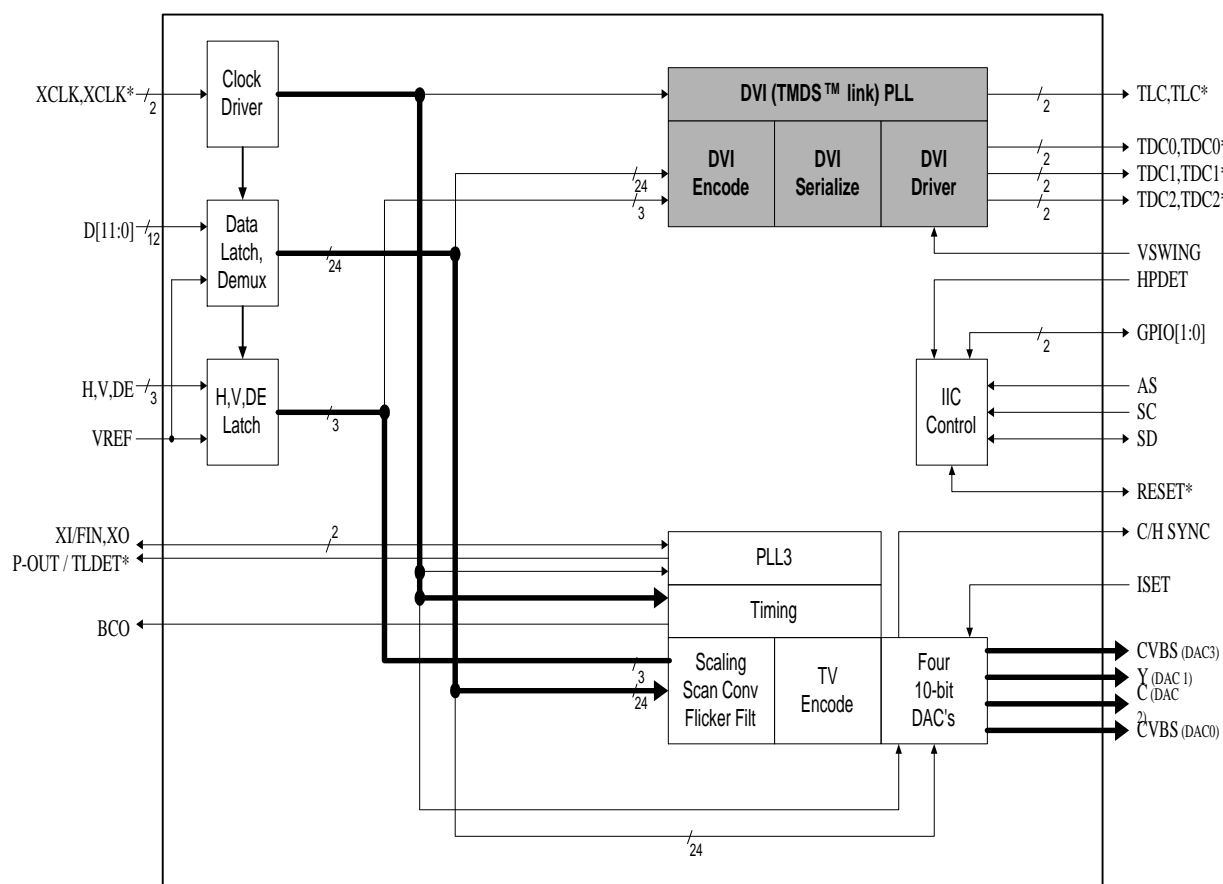 XCLK,XCLK*
2
Clock
Driver
DVI (TMDS™ link) PLL
2
TLC,TLC*
DVI
Encode
DVI
Serialize
DVI
Driver
2
TDC0,TDC0*
2
TDC1,TDC1*
2
TDC2,TDC2*
24
3
D[11:0]
12
Data
Latch,
Demux
24
VSWING
HPDET
2
GPIO[1:0]
H,V,DE
3
H,V,DE
Latch
3
VREF
IIC
Control
AS
SC
SD
RESET*
XI/FIN,XO
2
P-OUT / TLDET*
PLL3
C/H SYNC
Timing
ISET
BCO
3
24
Scaling
Scan Conv
Flicker Filt
TV
Encode
Four
10-bit
DAC's
CVBS (DAC3)
Y (DAC 1)
C (DAC
2)
CVBS (DAC0)
24